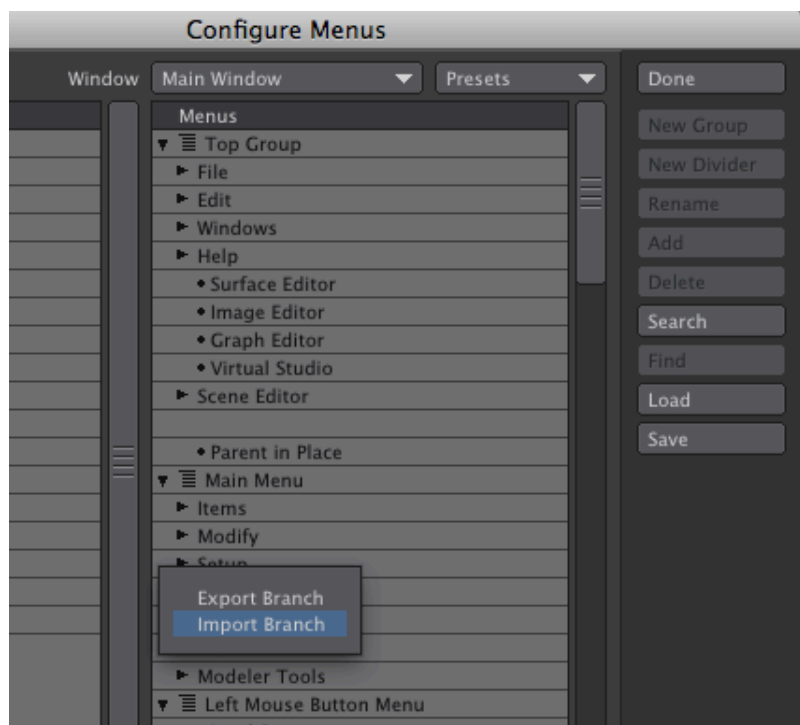 Configure Menus
Window Main Window Presets Done
Menus
New Group
Top Group
File
New Divider
Edit
Rename
Windows
Add
Help
Surface Editor
Delete
Image Editor
Search
Graph Editor
Find
Virtual Studio
Scene Editor
Load
Save
Parent in Place
Main Menu
Items
Modify
Setup
Export Branch
Import Branch
Modeler Tools
Left Mouse Button Menu